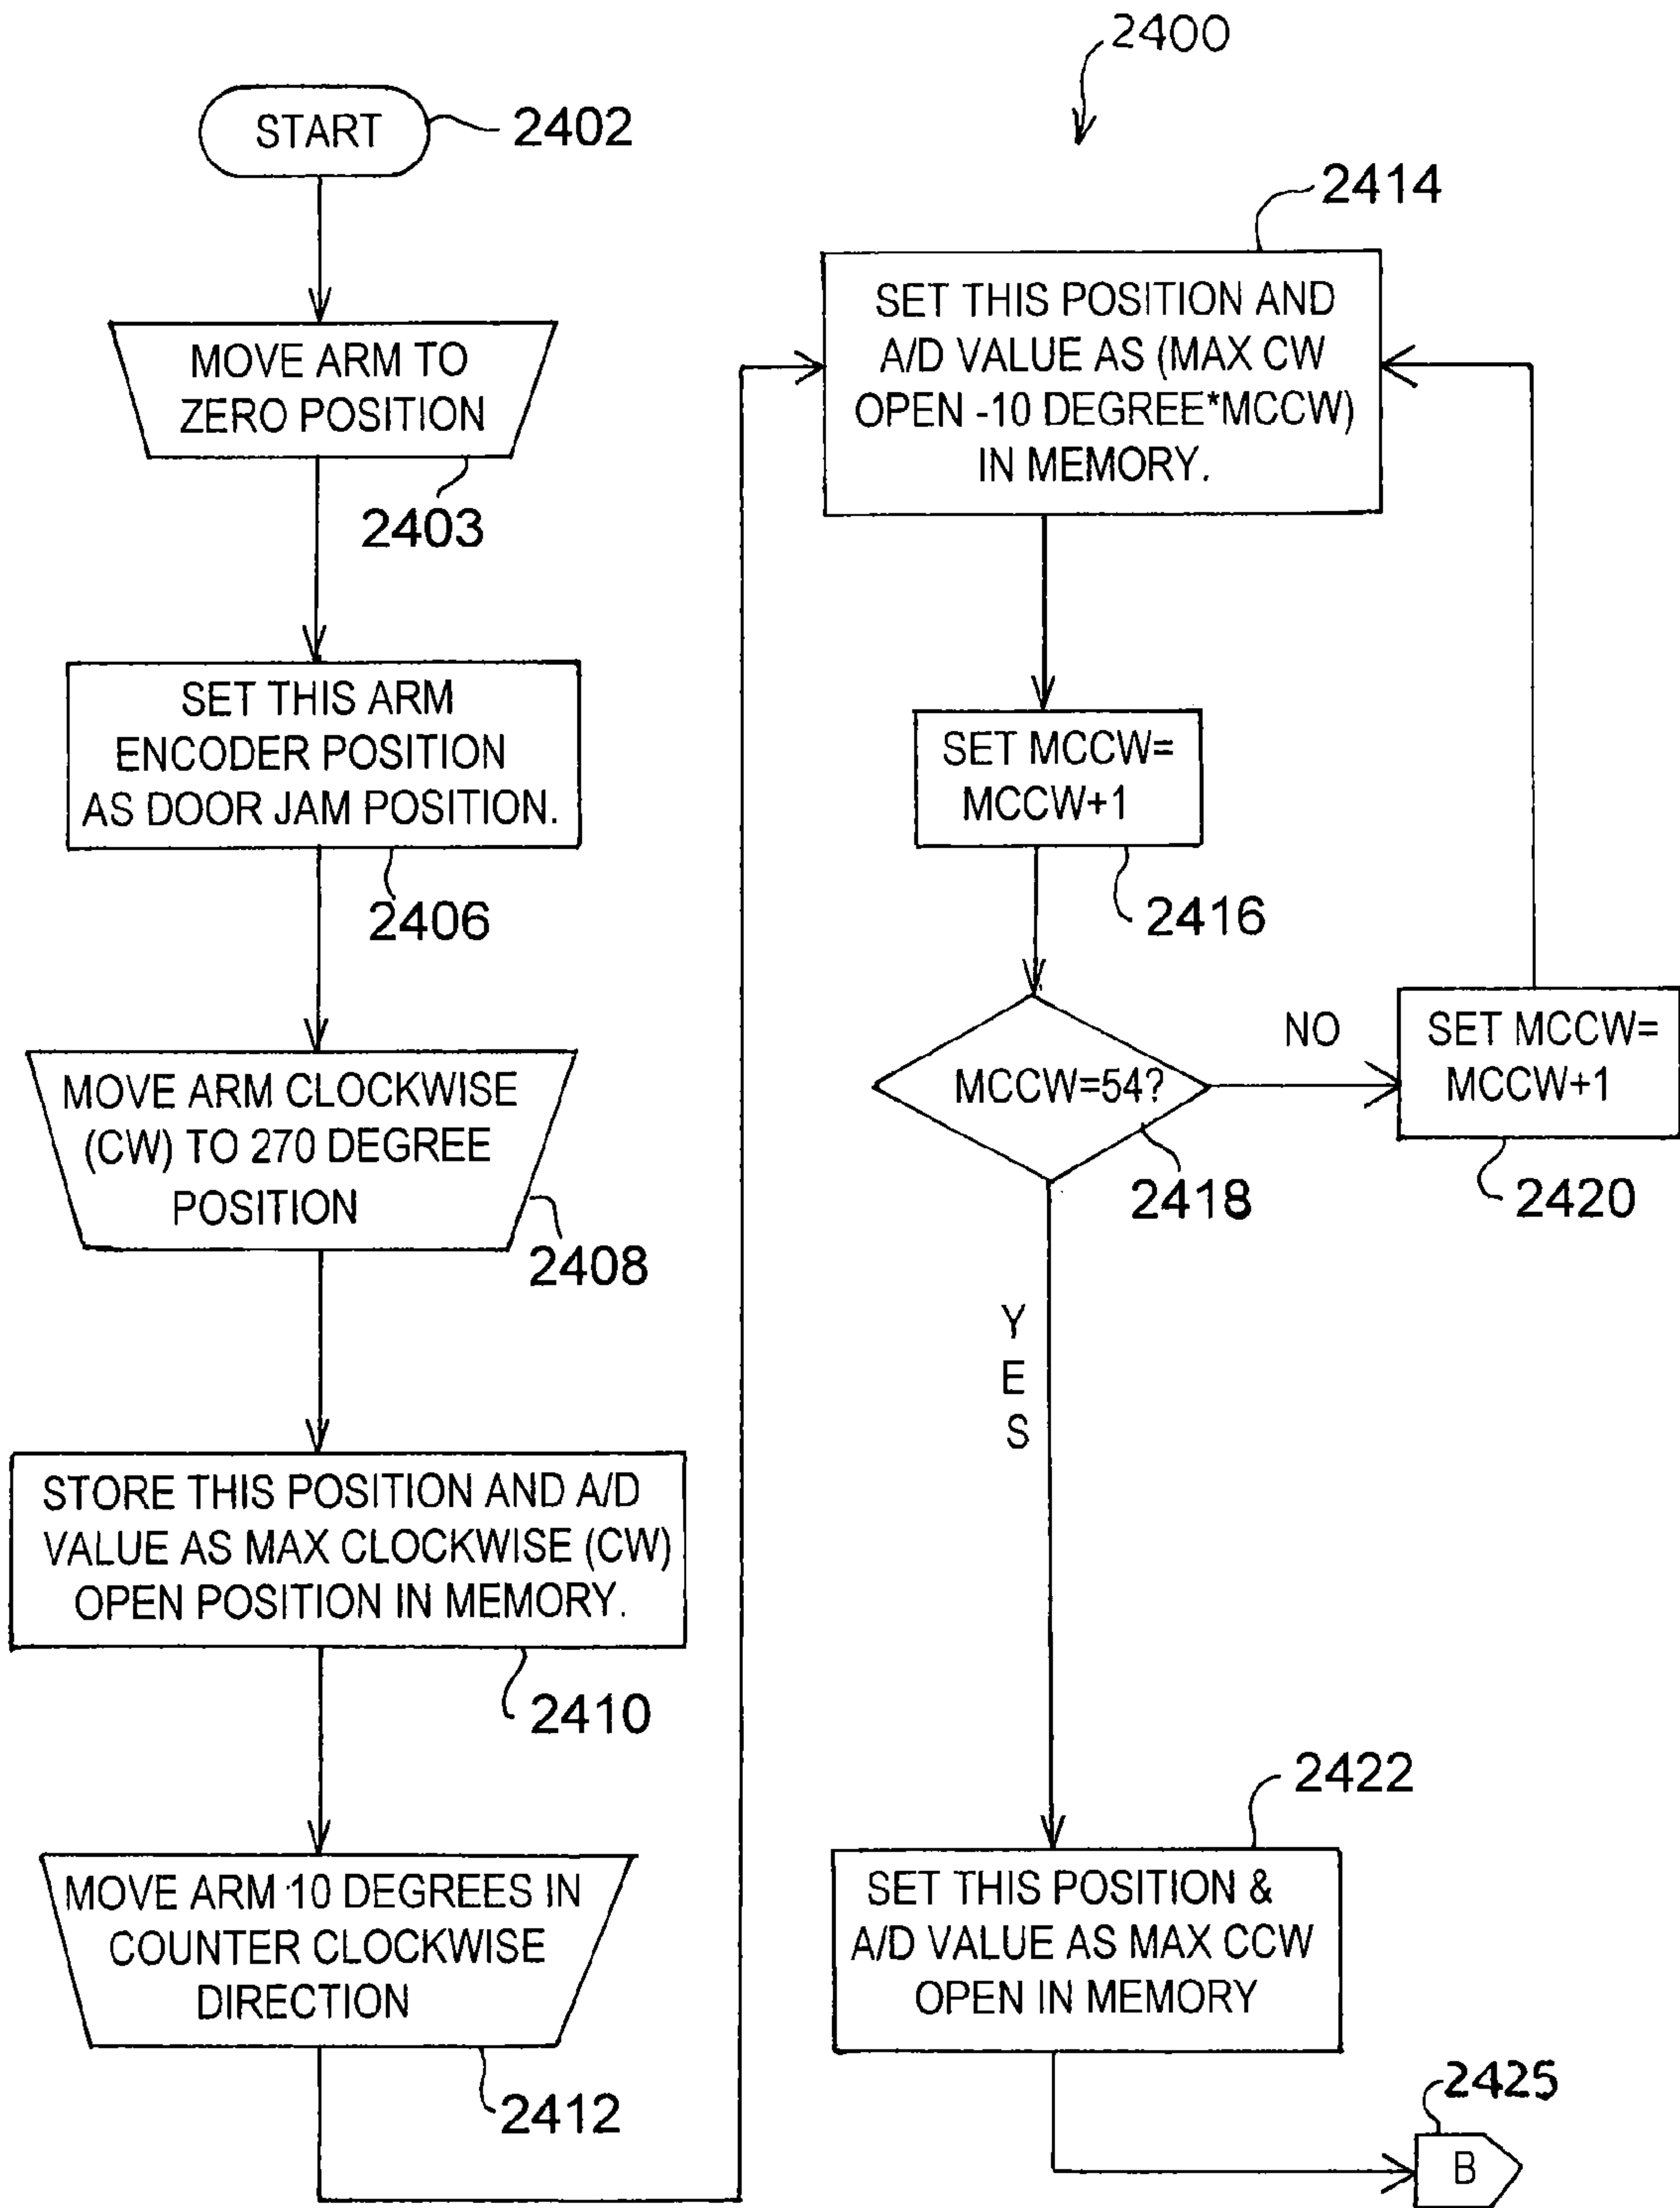 2400
START
2402
MOVE ARM TO
ZERO POSITION
2403
SET THIS ARM
ENCODER POSITION
AS DOOR JAM POSITION.
2406
MOVE ARM CLOCKWISE
(CW) TO 270 DEGREE
POSITION
2408
STORE THIS POSITION AND A/D
VALUE AS MAX CLOCKWISE (CW)
OPEN POSITION IN MEMORY.
2410
MOVE ARM 10 DEGREES IN
COUNTER CLOCKWISE
DIRECTION
2412
2414
SET THIS POSITION AND
A/D VALUE AS (MAX CW
OPEN -10 DEGREE*MCCW)
IN MEMORY.
SET MCCW=
MCCW+1
2416
MCCW=54?
2418
NO
SET MCCW=
MCCW+1
2420
YES
2422
SET THIS POSITION &
A/D VALUE AS MAX CCW
OPEN IN MEMORY
2425
B